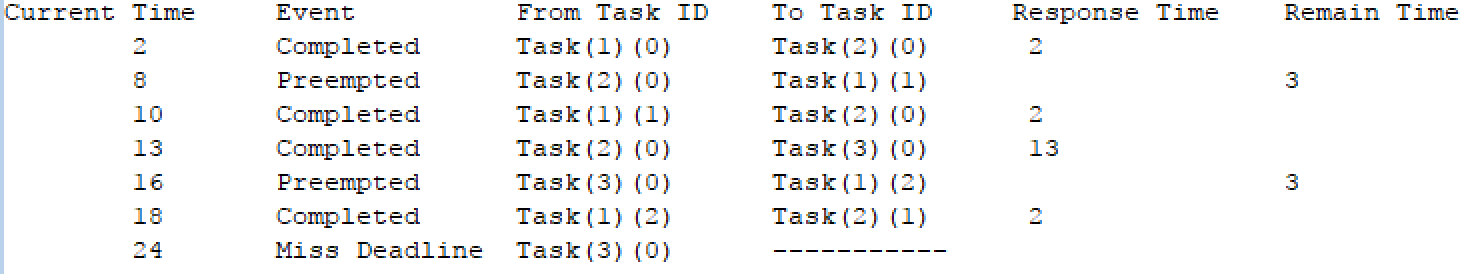 Current Time Event From Task ID To Task ID Response Time Remain Time
2 Completed Task(1)(0) Task(2)(0) 2
8 Preempted Task(2)(0) Task(1)(1) 3
10 Completed Task(1)(1) Task(2)(0) 2
13 Completed Task(2)(0) Task(3)(0) 13
16 Preempted Task(3)(0) Task(1)(2) 3
18 Completed Task(1)(2) Task(2)(1) 2
24 Miss Deadline Task(3)(0) -----------